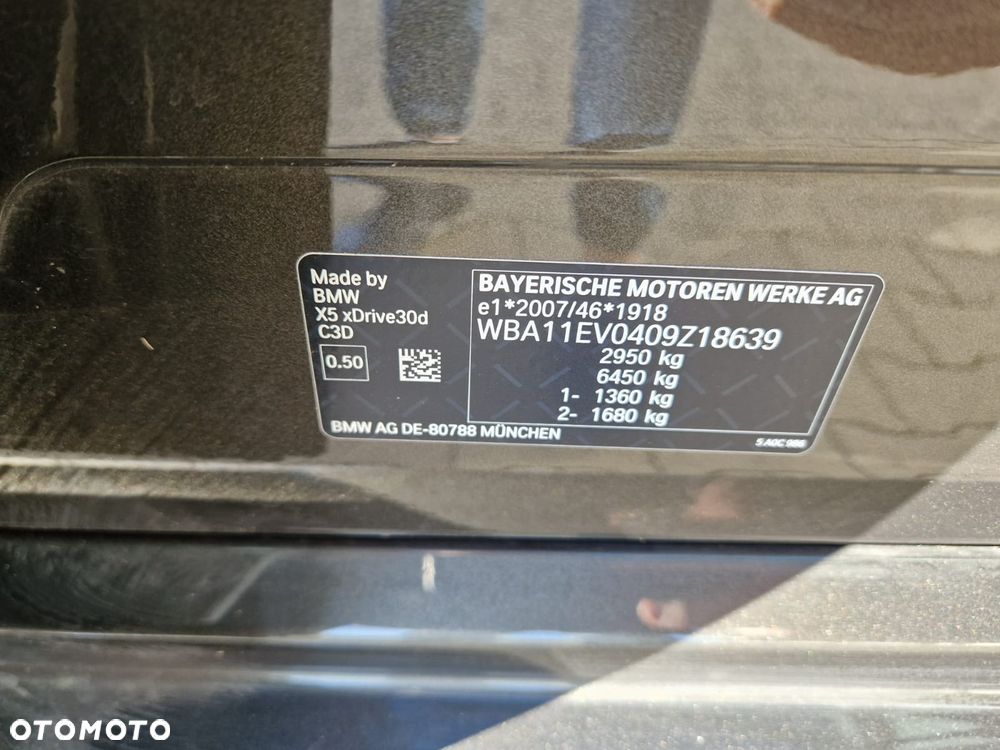 Made by
BMW
X5 xDrive30d
C3D
0.50
BAYERISCHE MOTOREN WERKE AG
e1*2007/46*1918
WBA11EV0409Z18639
2950 kg
6450 kg
1- 1360 kg
2- 1680 kg
BMW AG DE-80788 MÜNCHEN
5 A0C 986
OTOMOTO